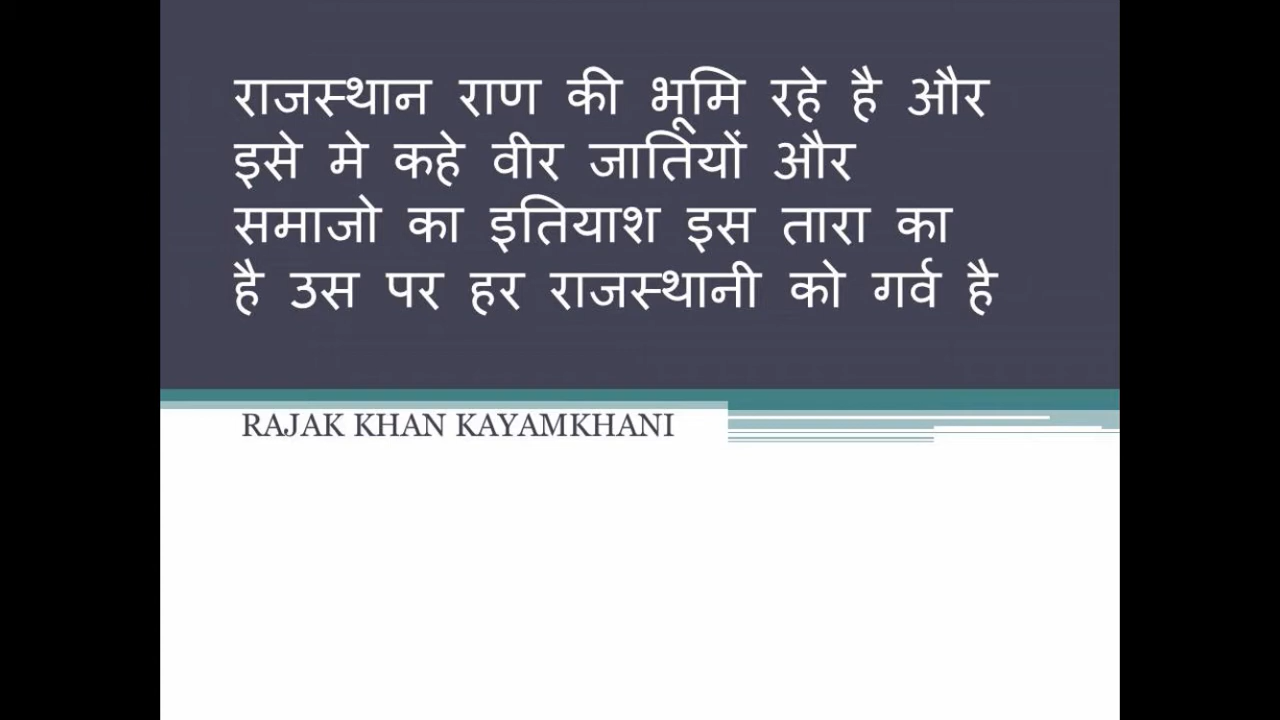 राजस्थान राण की भूमि रहे है और
इसे मे कहे वीर जातियों और
समाजो का इतियाश इस तारा का
है उस पर हर राजस्थानी को गर्व है
RAJAK KHAN KAYAMKHANI